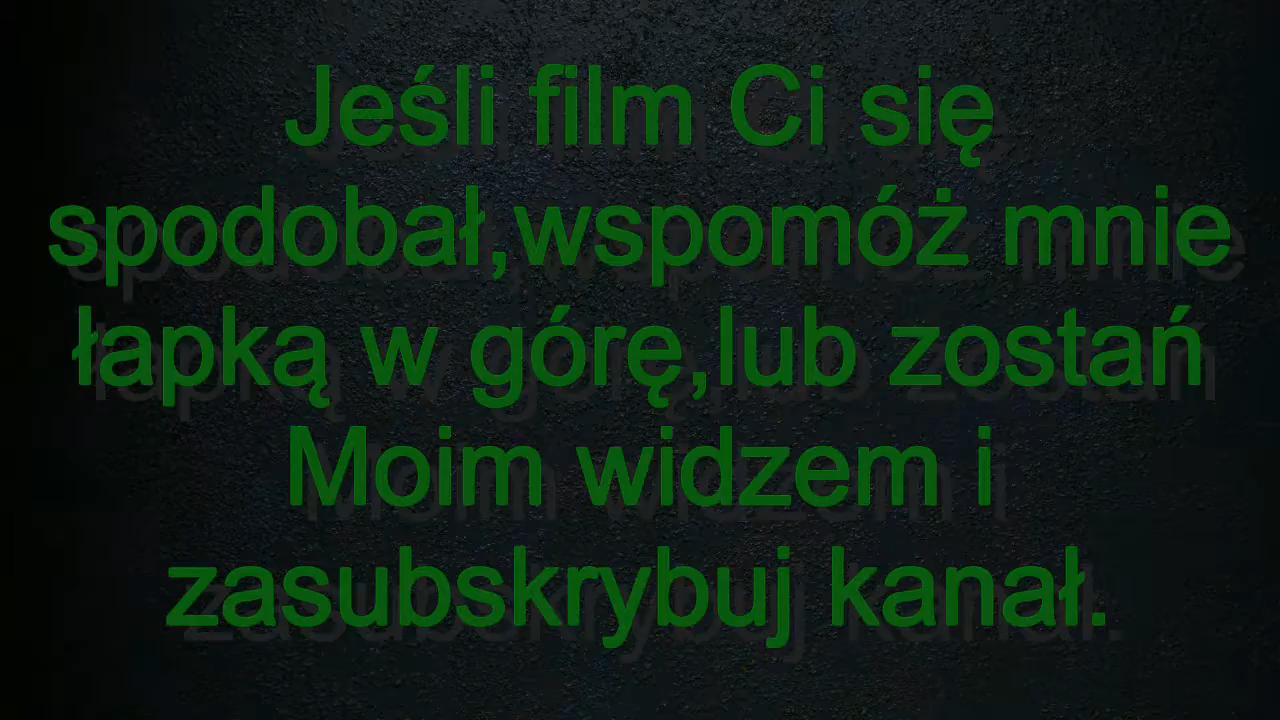 Jeśli film Ci się
spodobał,wspomóż mnie
łapką w górę,lub zostań
Moim widzem i
zasubskrybuj kanał.